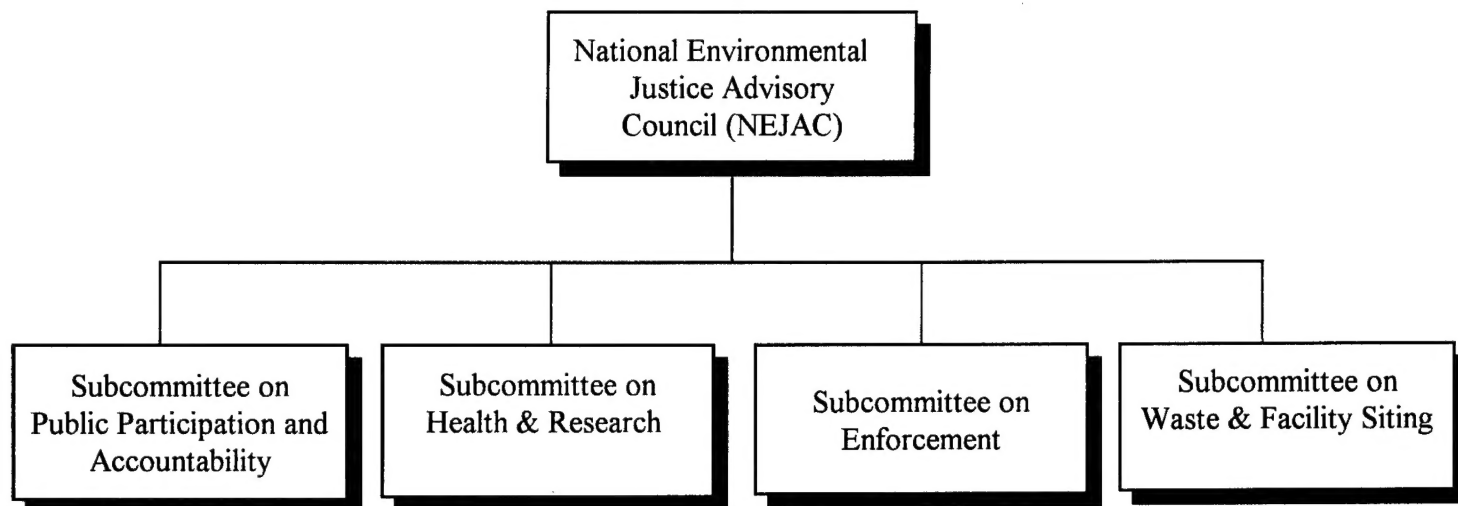 National Environmental
Justice Advisory
Council (NEJAC)
Subcommittee on
Public Participation and
Accountability
Subcommittee on
Health & Research
Subcommittee on
Enforcement
Subcommittee on
Waste & Facility Siting